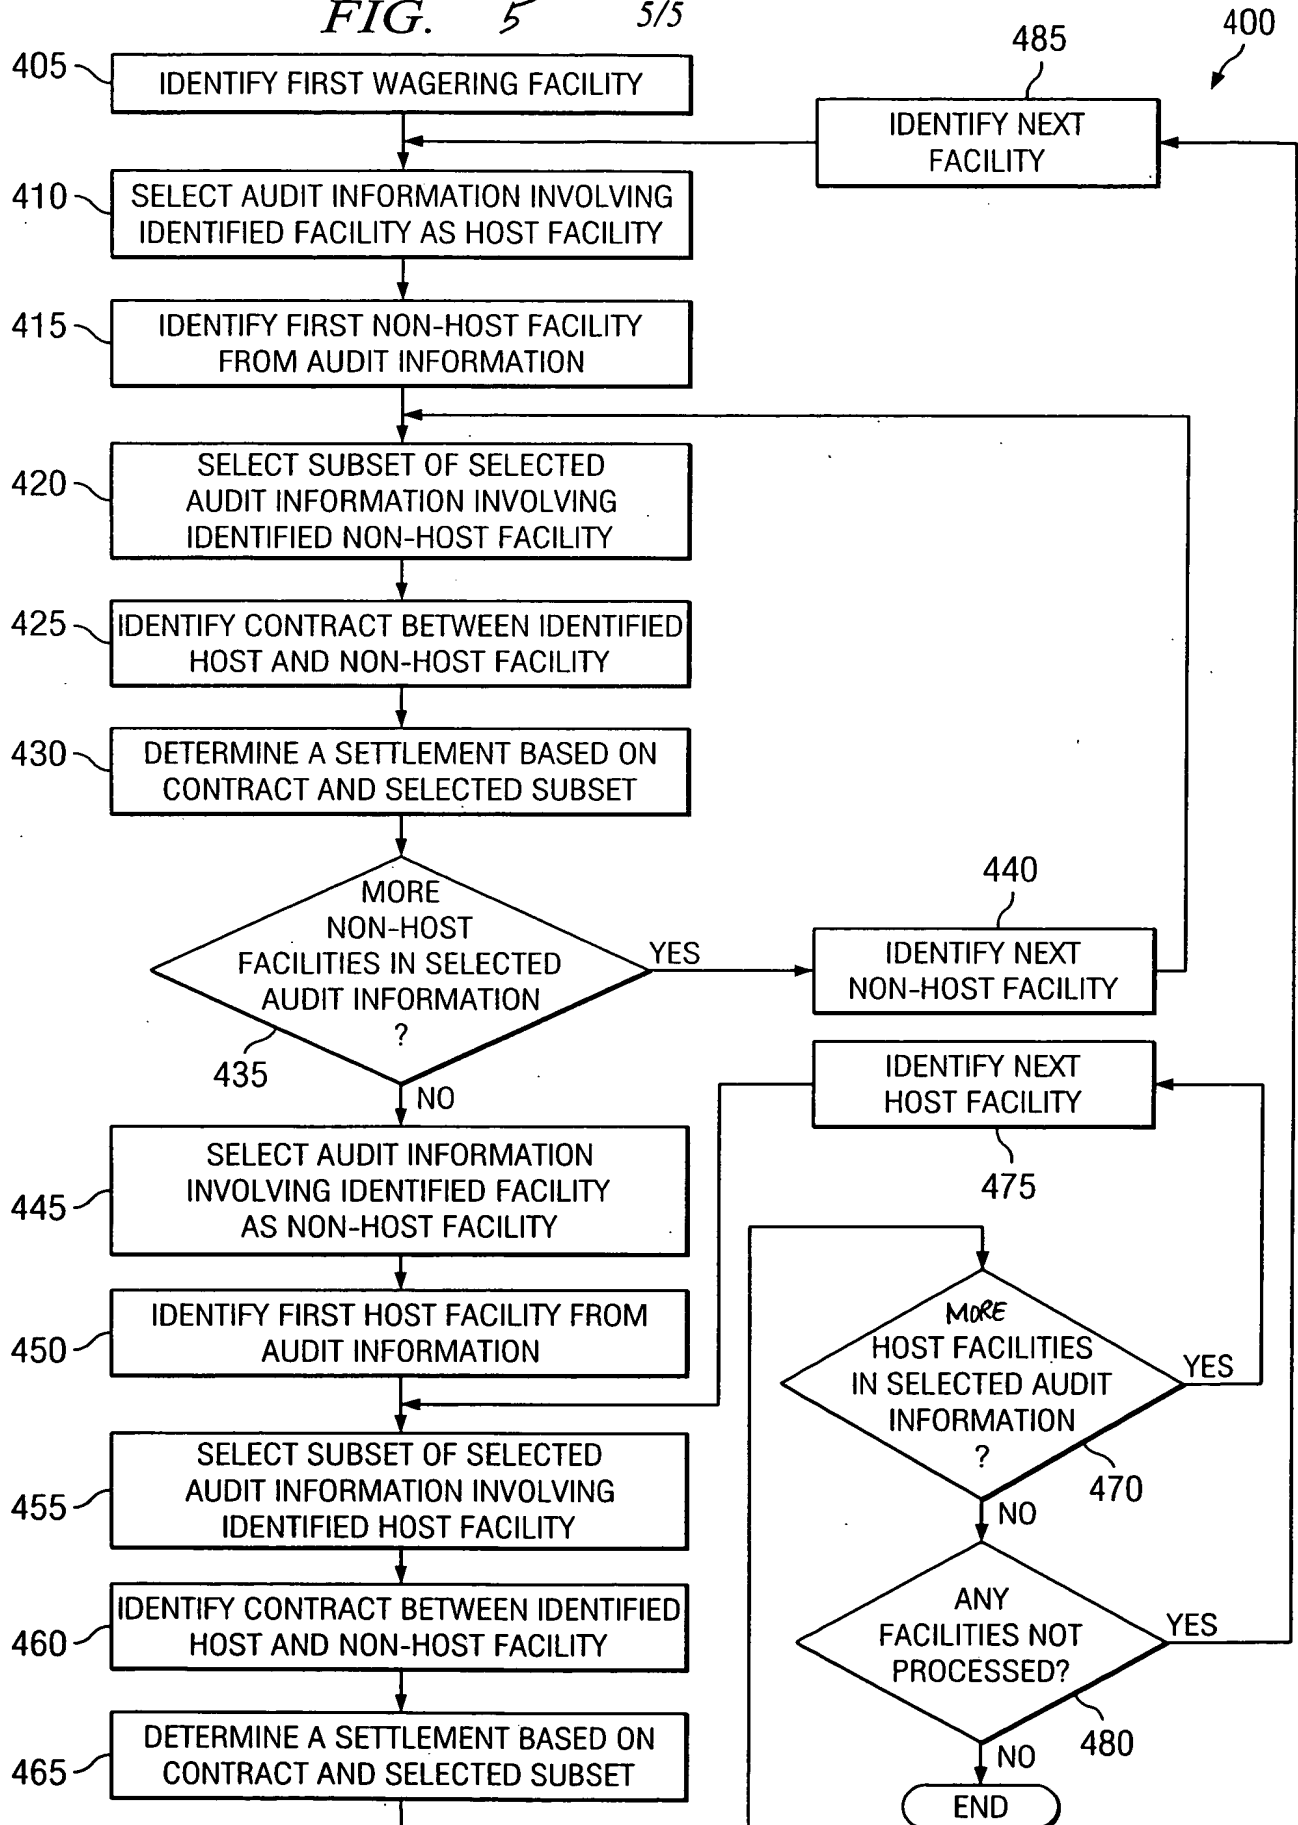 FIG. 5
5/5
400
405
IDENTIFY FIRST WAGERING FACILITY
485
IDENTIFY NEXT
FACILITY
410
SELECT AUDIT INFORMATION INVOLVING
IDENTIFIED FACILITY AS HOST FACILITY
415
IDENTIFY FIRST NON-HOST FACILITY
FROM AUDIT INFORMATION
420
SELECT SUBSET OF SELECTED
AUDIT INFORMATION INVOLVING
IDENTIFIED NON-HOST FACILITY
425
IDENTIFY CONTRACT BETWEEN IDENTIFIED
HOST AND NON-HOST FACILITY
430
DETERMINE A SETTLEMENT BASED ON
CONTRACT AND SELECTED SUBSET
MORE
NON-HOST
FACILITIES IN SELECTED
AUDIT INFORMATION
?
435
YES
NO
440
IDENTIFY NEXT
NON-HOST FACILITY
IDENTIFY NEXT
HOST FACILITY
475
445
SELECT AUDIT INFORMATION
INVOLVING IDENTIFIED FACILITY
AS NON-HOST FACILITY
450
IDENTIFY FIRST HOST FACILITY FROM
AUDIT INFORMATION
455
SELECT SUBSET OF SELECTED
AUDIT INFORMATION INVOLVING
IDENTIFIED HOST FACILITY
460
IDENTIFY CONTRACT BETWEEN IDENTIFIED
HOST AND NON-HOST FACILITY
465
DETERMINE A SETTLEMENT BASED ON
CONTRACT AND SELECTED SUBSET
MORE
HOST FACILITIES
IN SELECTED AUDIT
INFORMATION
?
YES
470
NO
ANY
FACILITIES NOT
PROCESSED?
YES
480
NO
END